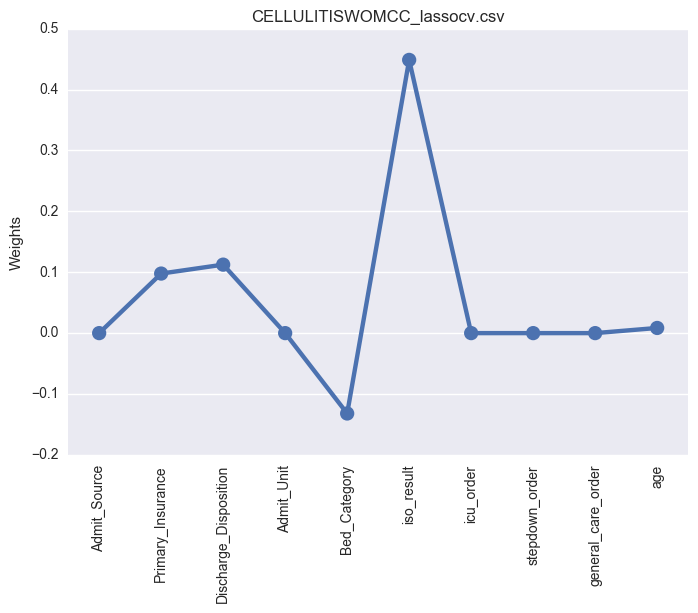 CELLULITISWOMCC_lassocv.csv
0.5
0.4
0.3
0.2
0.1
0.0
−0.1
−0.2
Weights
Admit_Source
Primary_Insurance
Discharge_Disposition
Admit_Unit
Bed_Category
iso_result
icu_order
stepdown_order
general_care_order
age